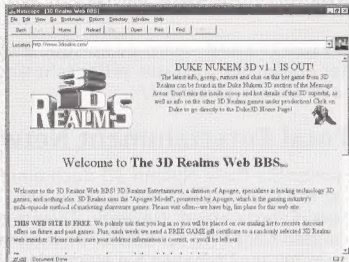 Netscape - [3D Realms Web BBS]
File Edit View Go Bookmarks Options Directory Window Help
Back Home Reload Open Print Find
Location: http://www.3drealms.com/
3D REALMS
DUKE NUKEM 3D v1.1 IS OUT!
The latest info, gossip, rumors and chat on this hot game from 3D
Realms can be found in the Duke Nukem 3D section of the Message
Areas. Don't miss the inside scoop and hot details of this 3D superhit, as
well as info on the other 3D Realms games under production! Click on
Duke to go directly to the Duke3D Home Page!
Welcome to The 3D Realms Web BBS
Welcome to the 3D Realms Web BBS! 3D Realms Entertainment, a division of Apogee, specializes in leading technology 3D
games, and nothing else. 3D Realms uses the "Apogee Model", pioneered by Apogee, which is the gaming industry's
multi-episode method of marketing shareware games. Please visit often--we have big, fun plans for this web site.
THIS WEB SITE IS FREE. We politely ask that you log in so you will be placed on our mailing list to receive discount
offers on future and past games. Plus, each week we send a FREE GAME gift certificate to a randomly selected 3D Realms
web member. Please make sure your address information is correct, or you'll be left out.
Document: Done